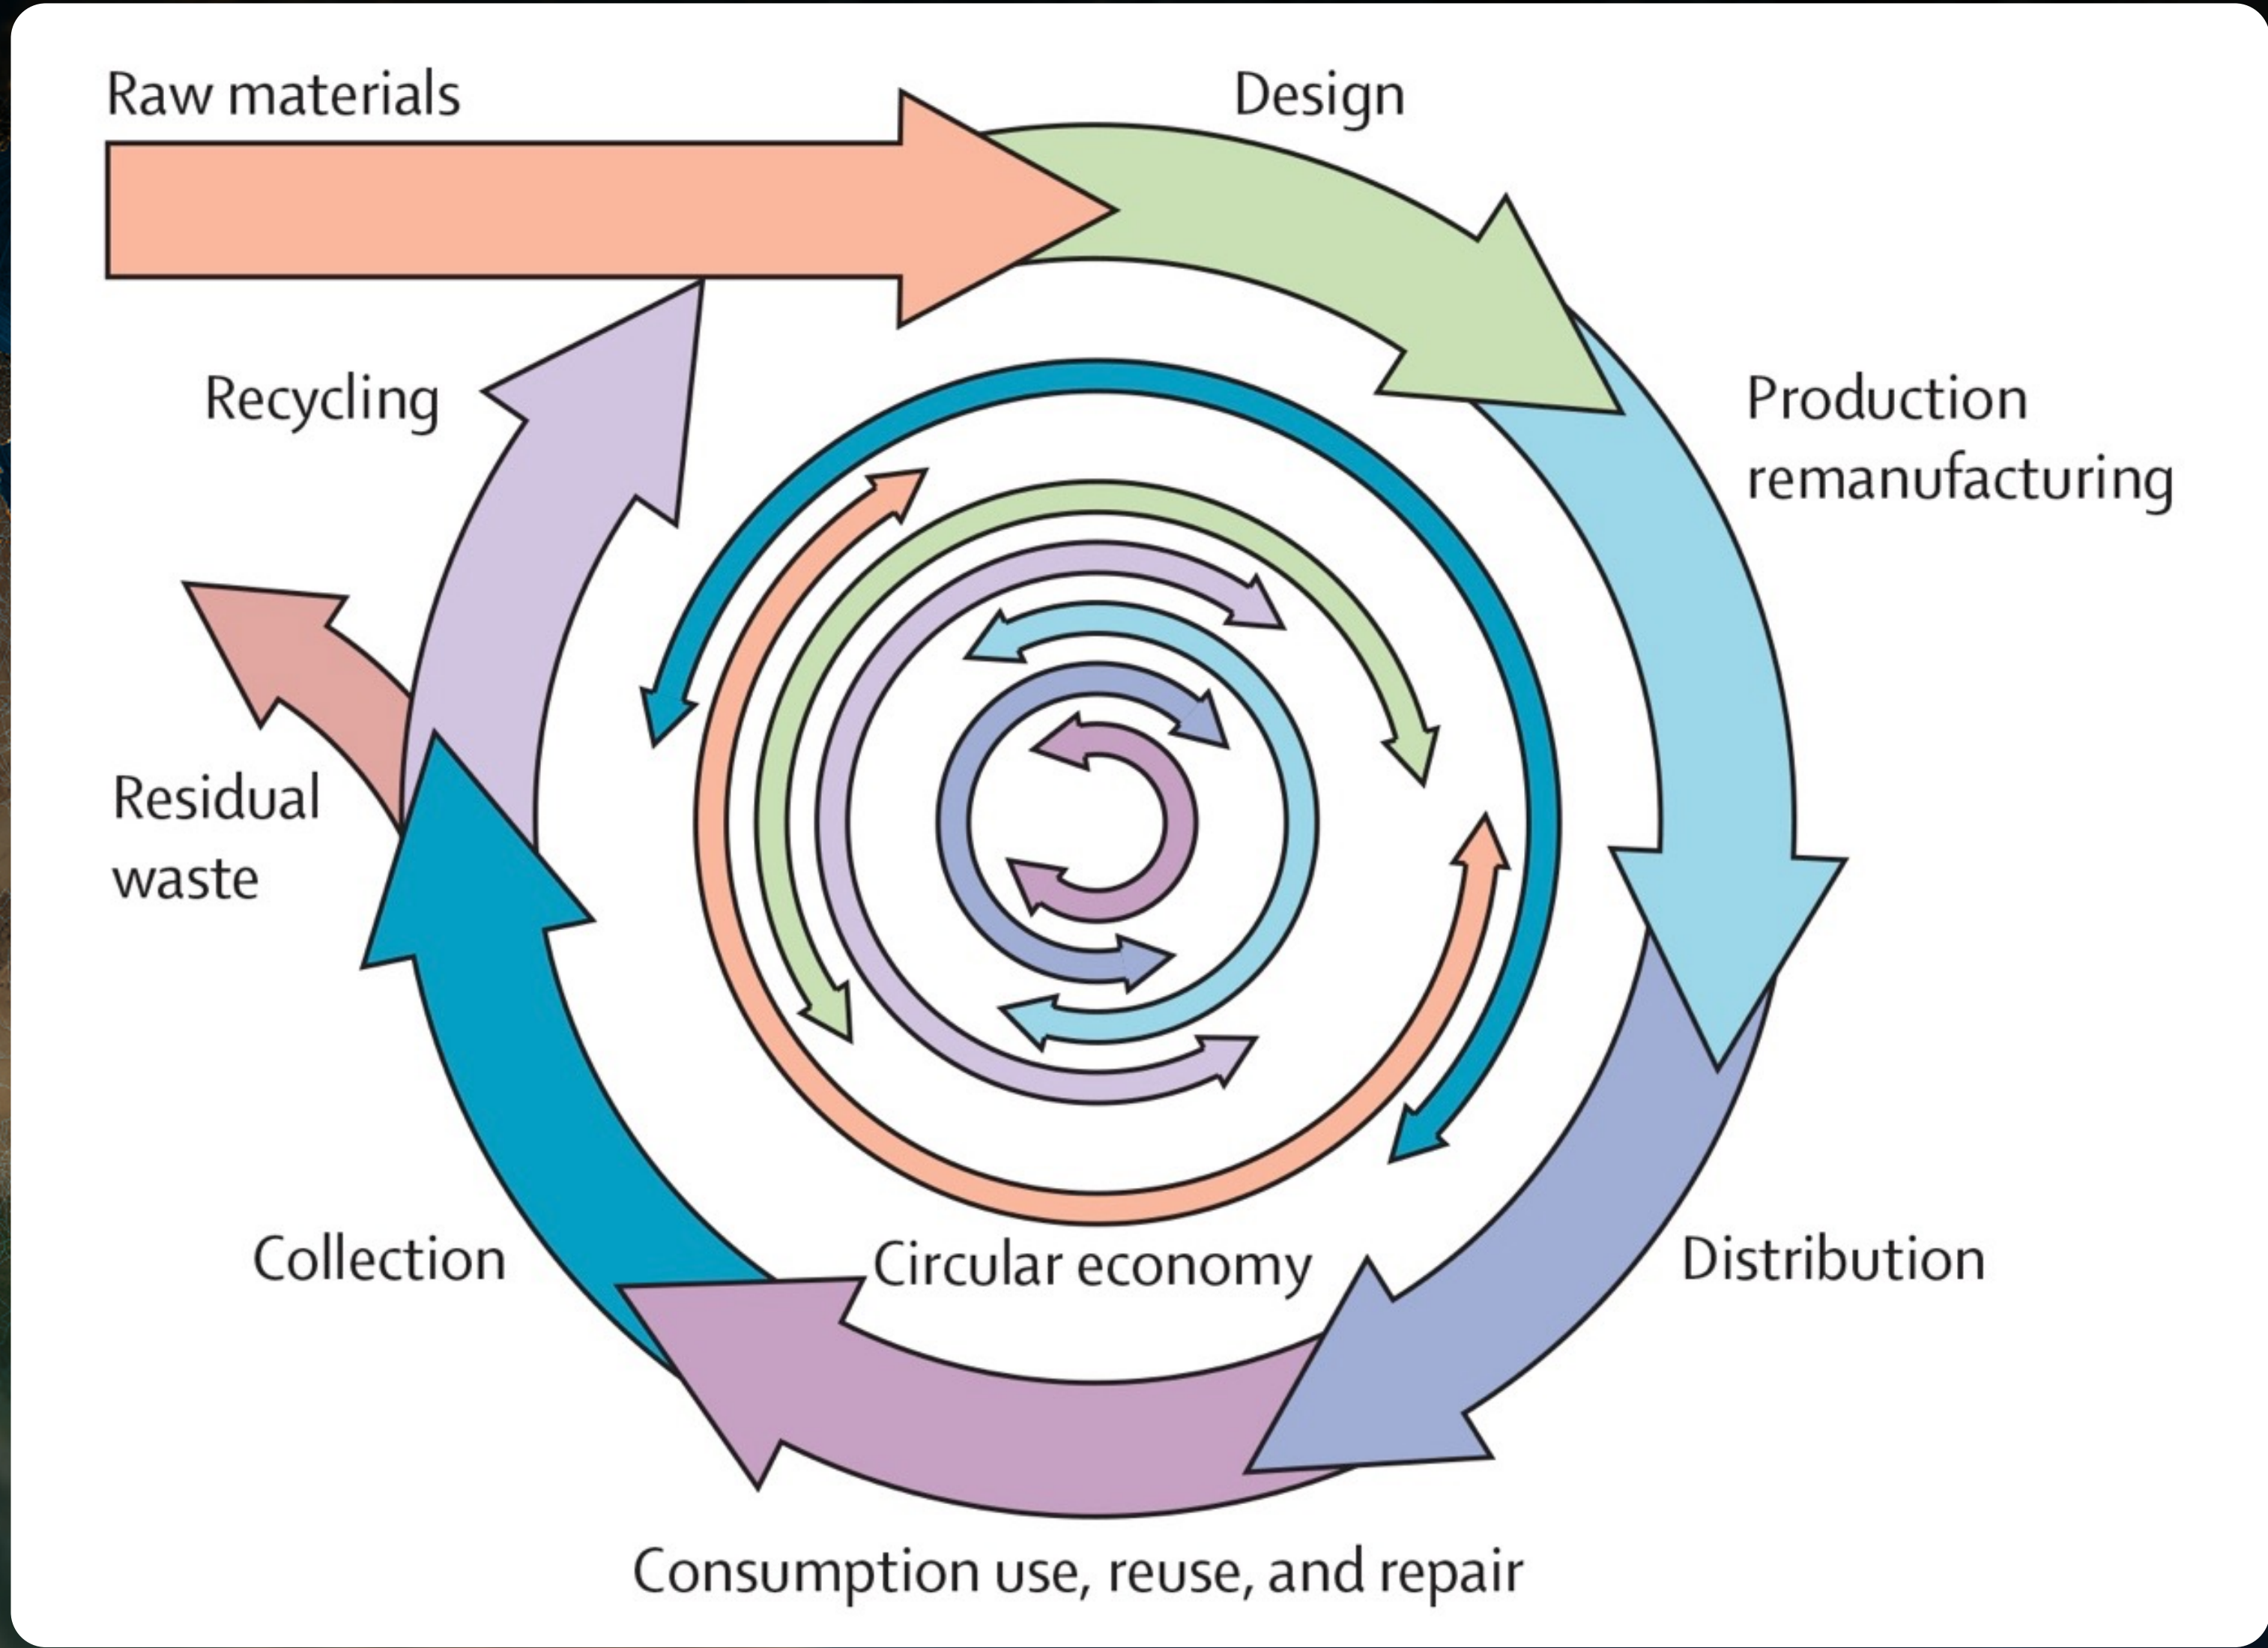 Raw materials
Design
Recycling
Production
remanufacturing
Residual
waste
Collection
Circular economy
Distribution
Consumption use, reuse, and repair